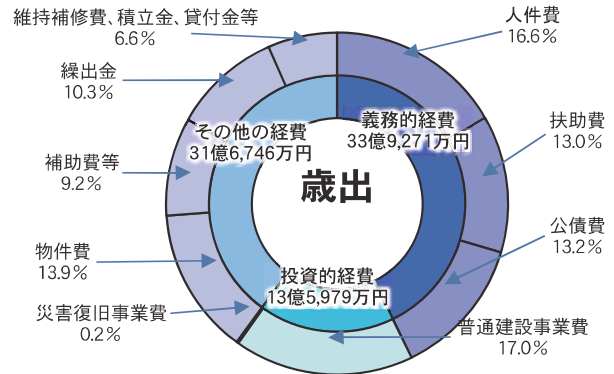 維持補修費、積立金、貸付金等
6.6%
人件費
16.6%
繰出金
10.3%
扶助費
13.0%
その他の経費
31億6,746万円
義務的経費
33億9,271万円
補助費等
9.2%
歳出
公債費
13.2%
物件費
13.9%
投資的経費
13億5,979万円
災害復旧事業費
0.2%
普通建設事業費
17.0%